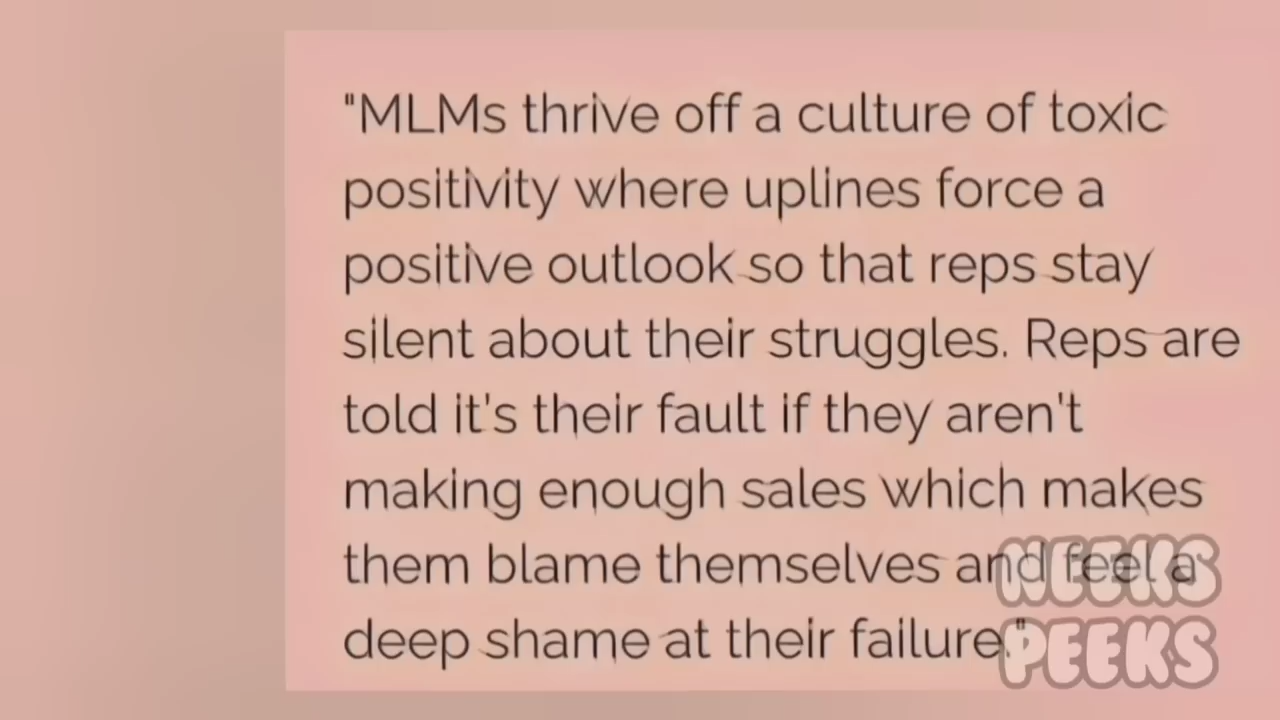 "MLMs thrive off a culture of toxic
positivity where uplines force a
positive outlook so that reps stay
silent about their struggles. Reps are
told it's their fault if they aren't
making enough sales which makes
them blame themselves and feel a
deep shame at their failure."
NEEKS
PEEKS